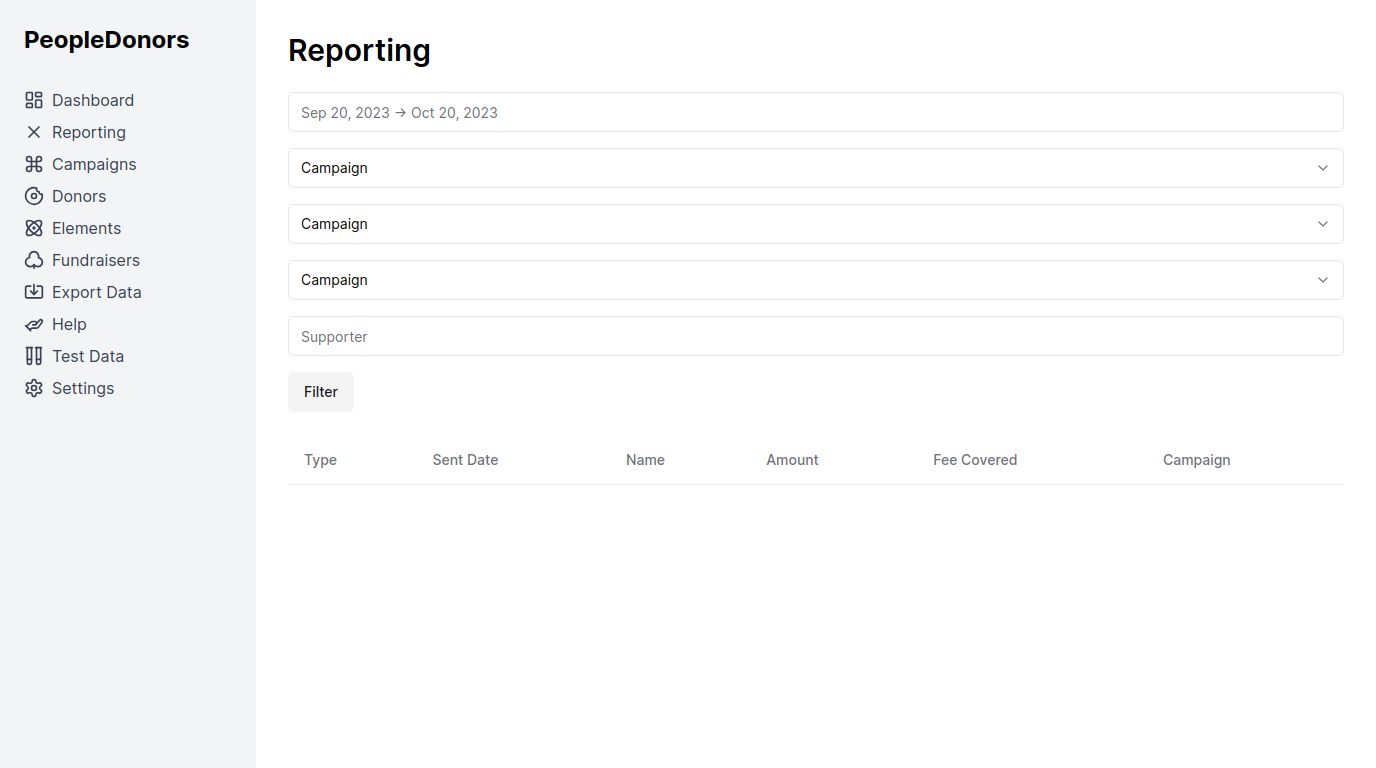 PeopleDonors
Dashboard
Reporting
Campaigns
Donors
Elements
Fundraisers
Export Data
Help
Test Data
Settings
Reporting
Sep 20, 2023 → Oct 20, 2023
Campaign
Campaign
Campaign
Supporter
Filter
Type Sent Date Name Amount Fee Covered Campaign